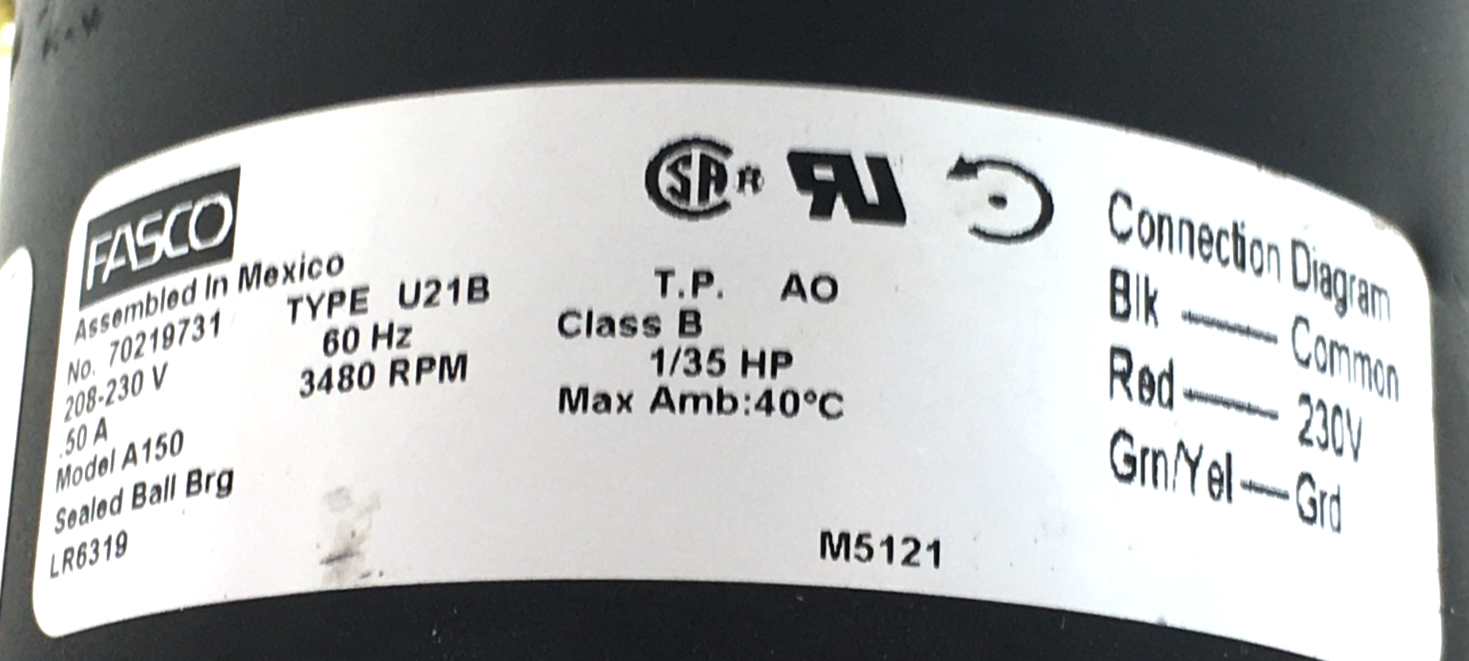 FASCO
Assembled In Mexico
No. 70219731
208-230 V
.50 A
Model A150
Sealed Ball Brg
LR6319
TYPE U21B
60 Hz
3480 RPM
T.P. AO
Class B
1/35 HP
Max Amb:40°C
M5121
Connection Diagram
Blk — Common
Red — 230V
Grn/Yel — Grd